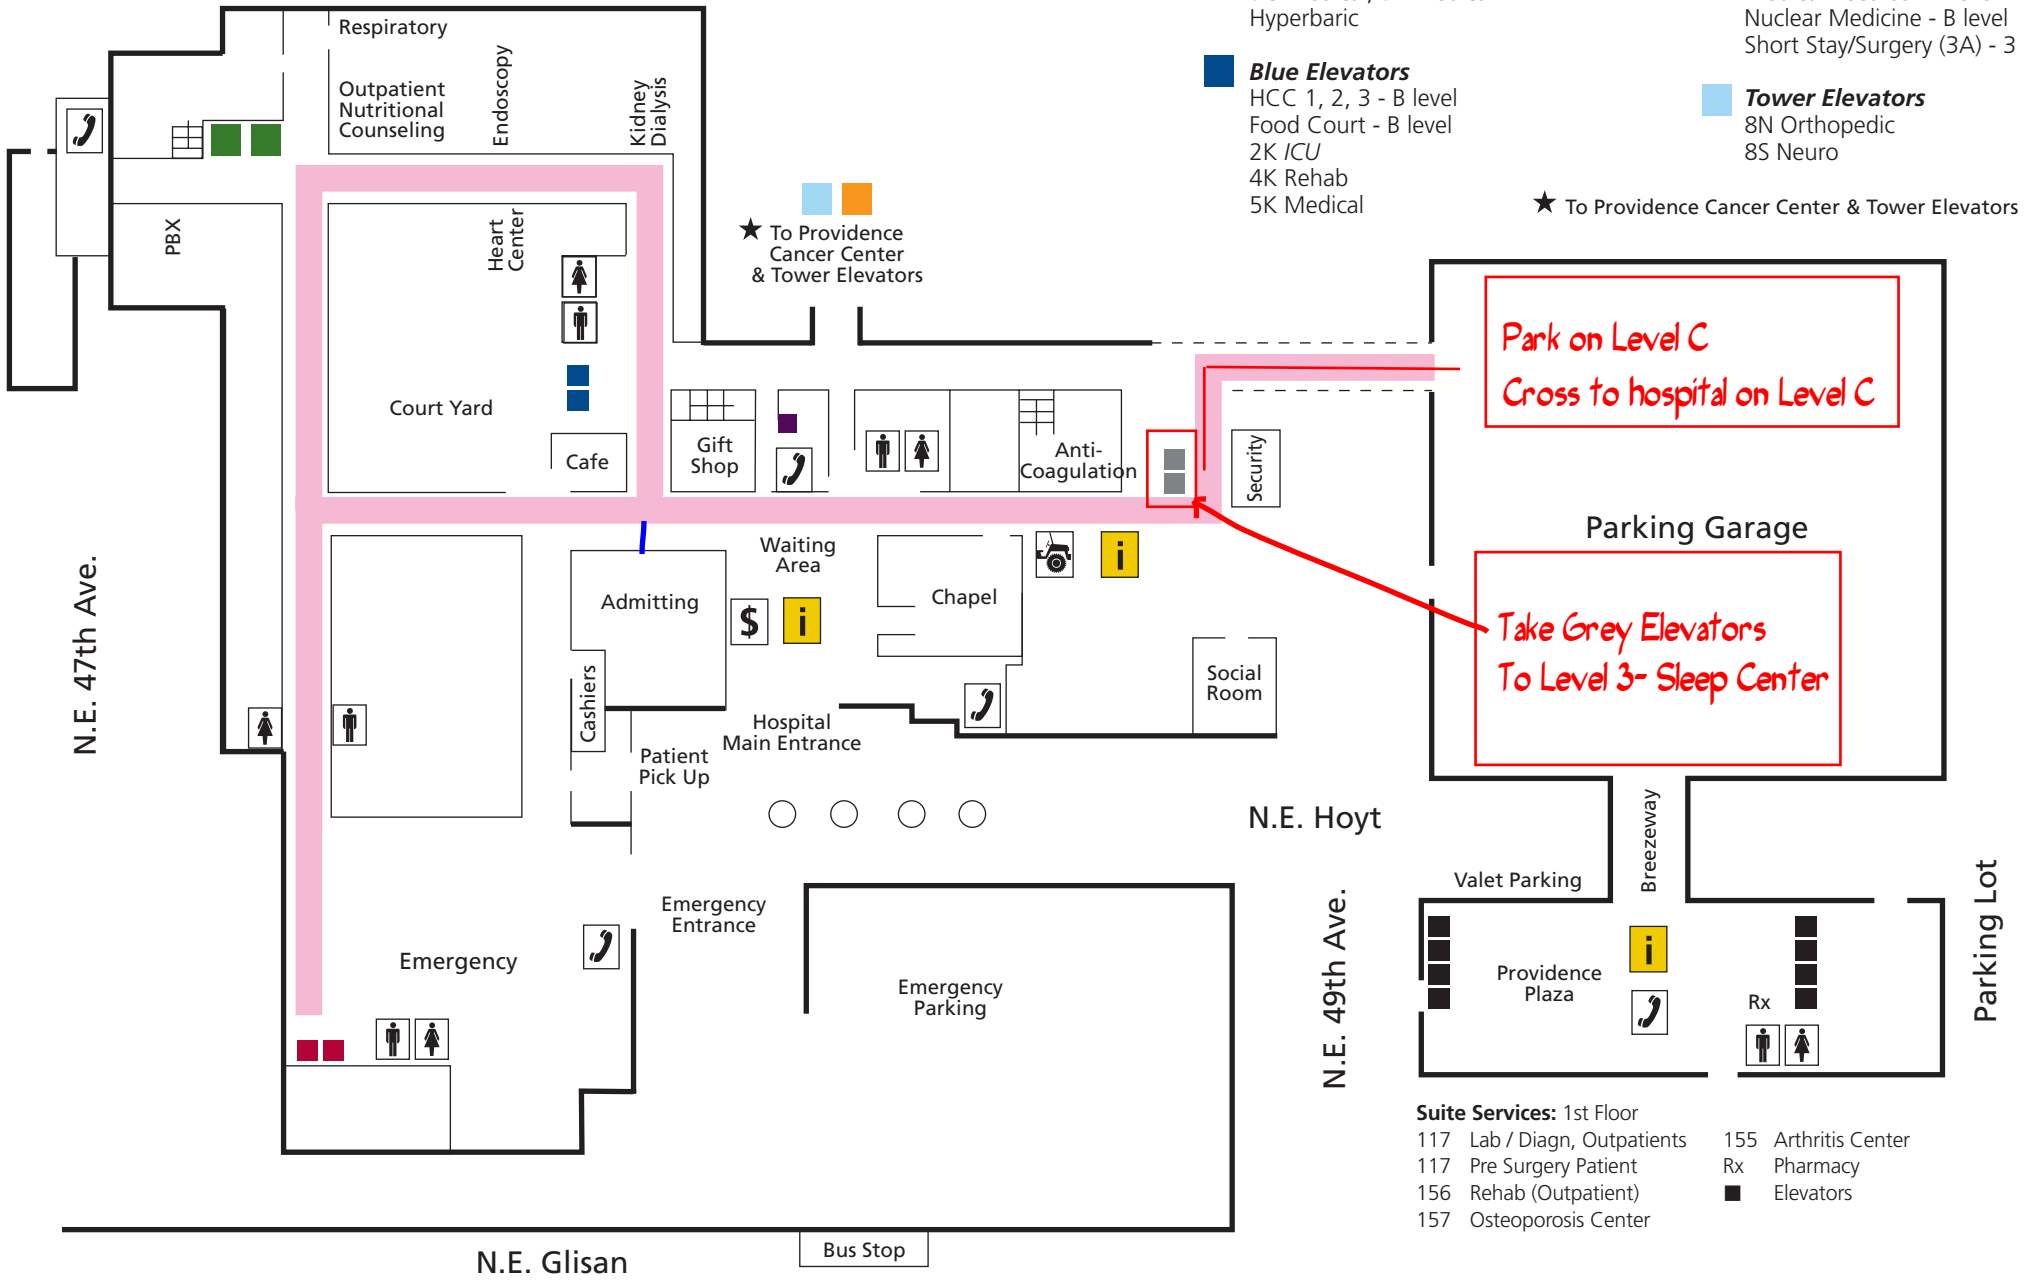 Hyperbaric
Blue Elevators
HCC 1, 2, 3 - B level
Food Court - B level
2K ICU
4K Rehab
5K Medical
Nuclear Medicine - B level
Short Stay/Surgery (3A) - 3
Tower Elevators
8N Orthopedic
8S Neuro
★ To Providence Cancer Center & Tower Elevators
Respiratory
Outpatient
Nutritional
Counseling
Endoscopy
Kidney
Dialysis
PBX
Heart
Center
★ To Providence
Cancer Center
& Tower Elevators
Park on Level C
Cross to hospital on Level C
Court Yard
Cafe
Gift
Shop
Anti-
Coagulation
Security
Parking Garage
Waiting
Area
Admitting
$
i
Chapel
i
Take Grey Elevators
To Level 3- Sleep Center
Social
Room
Cashiers
Hospital
Main Entrance
Patient
Pick Up
N.E. 47th Ave.
N.E. Hoyt
Breezeway
Valet Parking
Parking Lot
Emergency
Entrance
Emergency
Emergency
Parking
N.E. 49th Ave.
i
Providence
Plaza
Rx
Suite Services: 1st Floor
117 Lab / Diagn, Outpatients
117 Pre Surgery Patient
156 Rehab (Outpatient)
157 Osteoporosis Center
155 Arthritis Center
Rx Pharmacy
■ Elevators
Bus Stop
N.E. Glisan